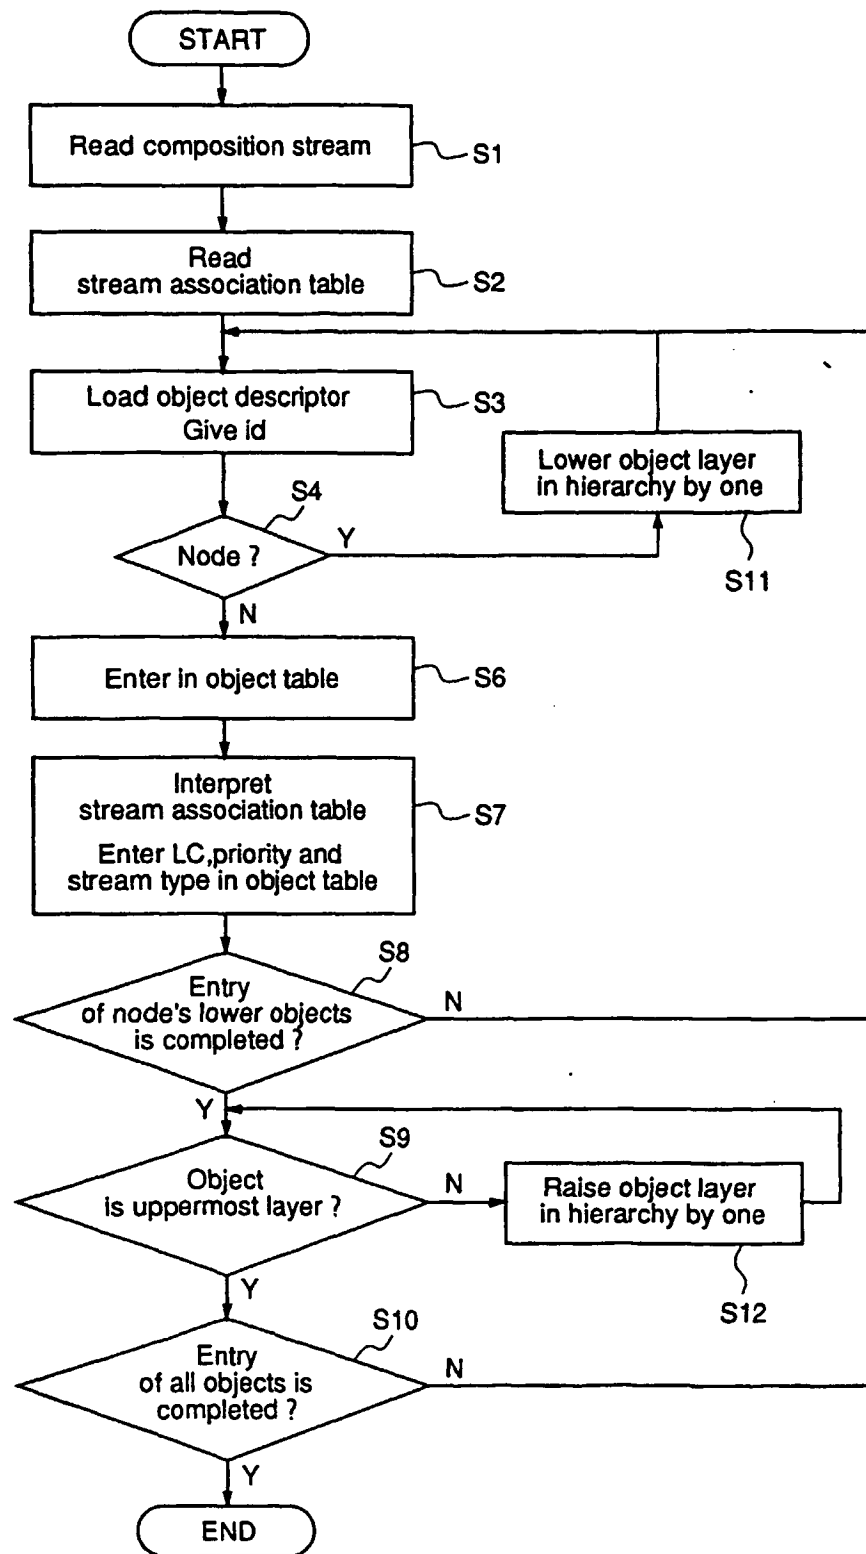 START
Read composition stream
S1
Read
stream association table
S2
Load object descriptor
Give id
S3
Lower object layer
in hierarchy by one
S11
S4
Node ?
Y
N
Enter in object table
S6
Interpret
stream association table
Enter LC,priority and
stream type in object table
S7
S8
Entry
of node's lower objects
is completed ?
N
Y
S9
Object
is uppermost layer ?
N
Raise object layer
in hierarchy by one
S12
Y
S10
Entry
of all objects is
completed ?
N
Y
END